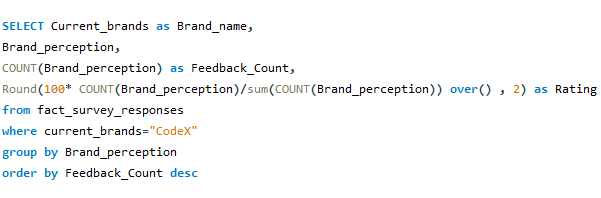 SELECT Current_brands as Brand_name,
Brand_perception,
COUNT(Brand_perception) as Feedback_Count,
Round(100* COUNT(Brand_perception)/sum(COUNT(Brand_perception)) over() , 2) as Rating
from fact_survey_responses
where current_brands="CodeX"
group by Brand_perception
order by Feedback_Count desc